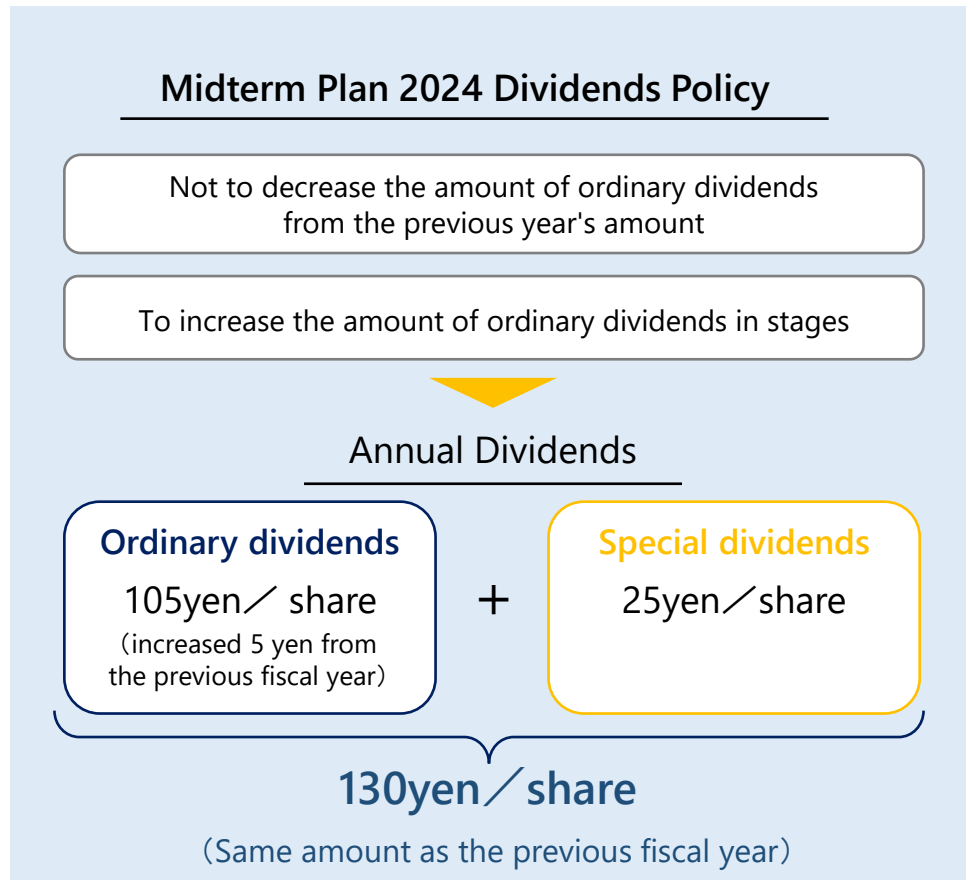 Midterm Plan 2024 Dividends Policy
Not to decrease the amount of ordinary dividends
from the previous year's amount
To increase the amount of ordinary dividends in stages
Annual Dividends
Ordinary dividends
105yen／ share
（increased 5 yen from
the previous fiscal year）
+
Special dividends
25yen／share
130yen／share
（Same amount as the previous fiscal year）